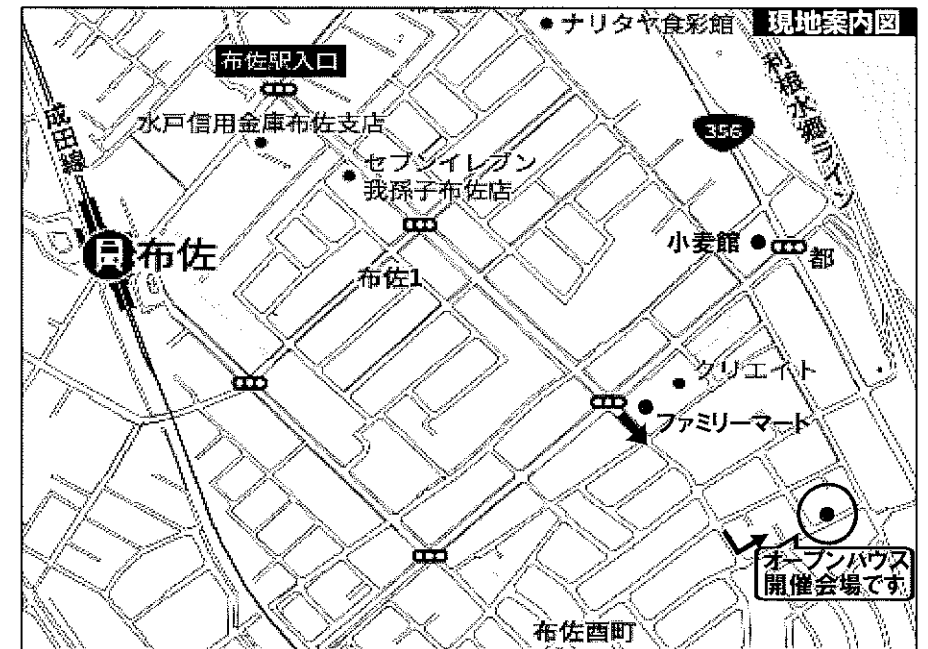 ナリタヤ食彩館
現地案内図
布佐駅入口
水戸信用金庫布佐支店
成田線
利根水郷ライン
356
セブンイレブン
我孫子布佐店
布佐
布佐1
小麦館
都
クリエイト
ファミリーマート
オープンハウス
開催会場です
布佐酉町